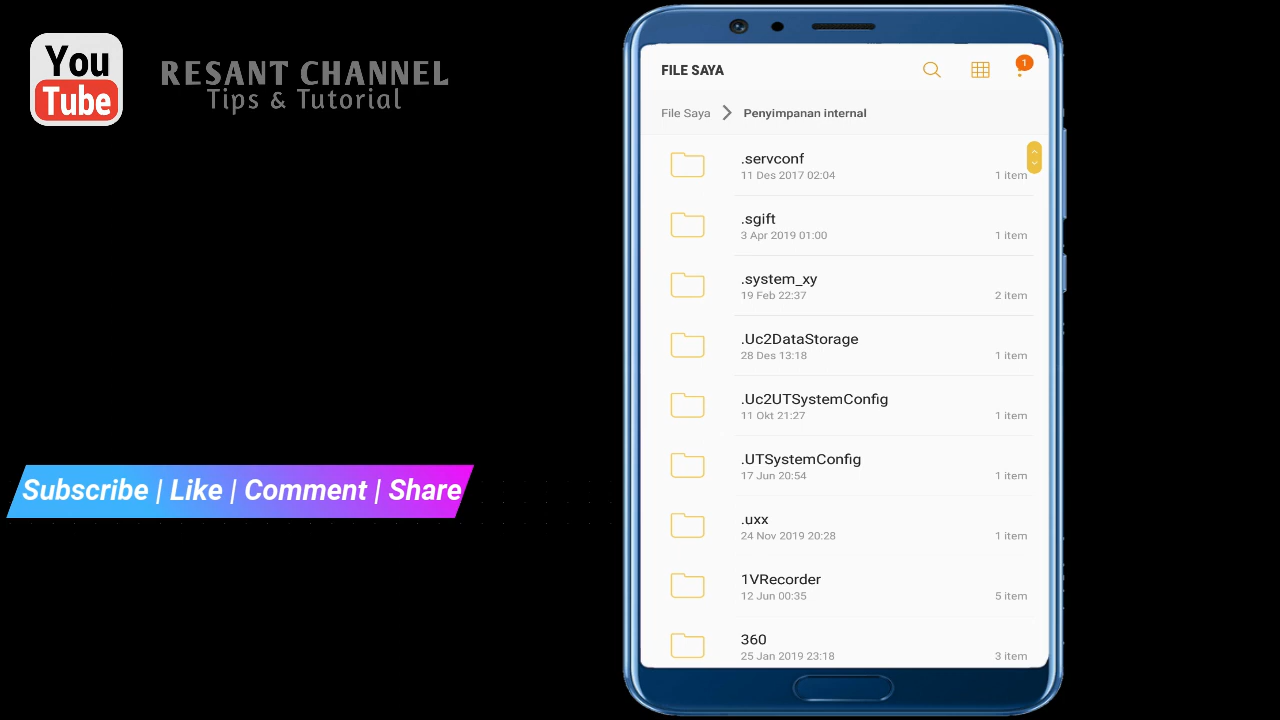 You
Tube
RESANT CHANNEL
Tips & Tutorial
Subscribe | Like | Comment | Share
FILE SAYA
1
File Saya
Penyimpanan internal
.servconf
11 Des 2017 02:04
1 item
.sgift
3 Apr 2019 01:00
1 item
.system_xy
19 Feb 22:37
2 item
.Uc2DataStorage
28 Des 13:18
1 item
.Uc2UTSystemConfig
11 Okt 21:27
1 item
.UTSystemConfig
17 Jun 20:54
1 item
.uxx
24 Nov 2019 20:28
1 item
1VRecorder
12 Jun 00:35
5 item
360
25 Jan 2019 23:18
3 item